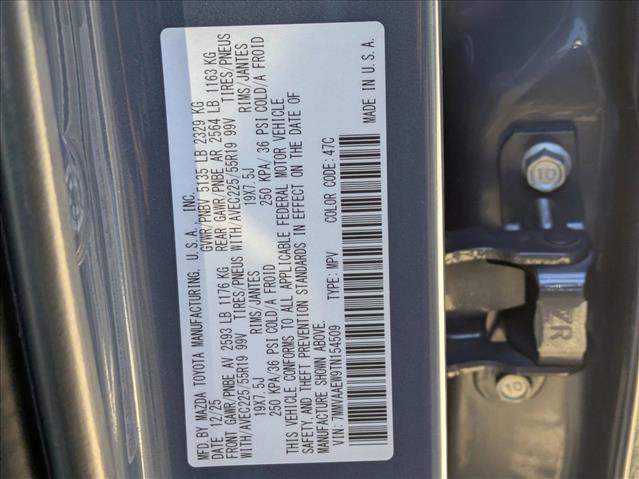 MFD. BY MAZDA TOYOTA MANUFACTURING, U.S.A., INC.
DATE 12/25 GVWR/PNBV 5135 LB 2329 KG
FRONT GAWR/PNBE AV 2593 LB 1176 KG REAR GAWR/PNBE AR 2564 LB 1163 KG
WITH/AVEC225/55R19 99V TIRES/PNEUS WITH/AVEC225/55R19 99V TIRES/PNEUS
19X7.5J RIMS/JANTES 19X7.5J RIMS/JANTES
250 KPA/36 PSI COLD/A FROID 250 KPA/ 36 PSI COLD/A FROID
THIS VEHICLE CONFORMS TO ALL APPLICABLE FEDERAL MOTOR VEHICLE
SAFETY, AND THEFT PREVENTION STANDARDS IN EFFECT ON THE DATE OF
MANUFACTURE SHOWN ABOVE.
VIN: 7MMVAAEW9TN154509 TYPE: MPV COLOR CODE: 47C MADE IN U.S.A.
10
ZR
10